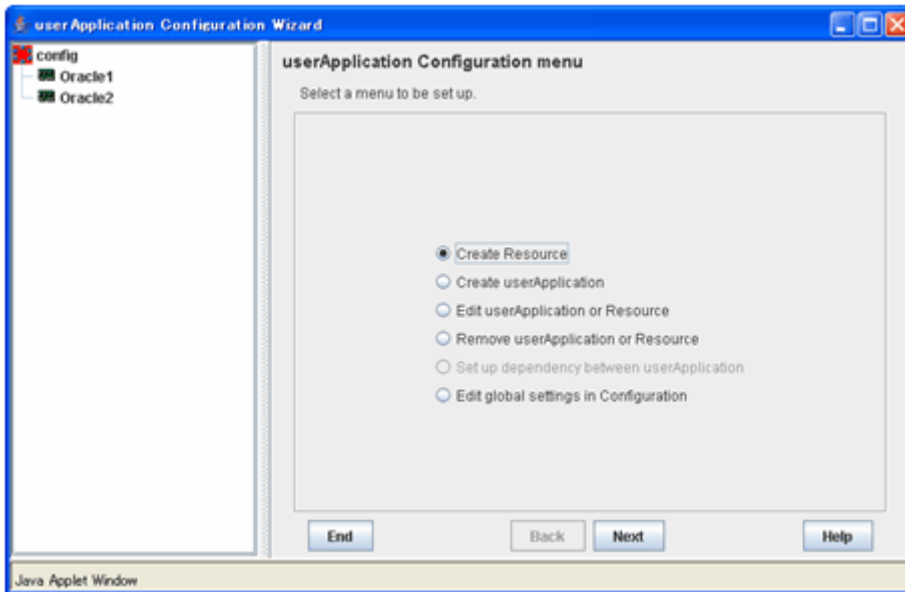 userApplication Configuration Wizard
config
Oracle1
Oracle2
userApplication Configuration menu
Select a menu to be set up.
Create Resource
Create userApplication
Edit userApplication or Resource
Remove userApplication or Resource
Set up dependency between userApplication
Edit global settings in Configuration
End Back Next Help
Java Applet Window